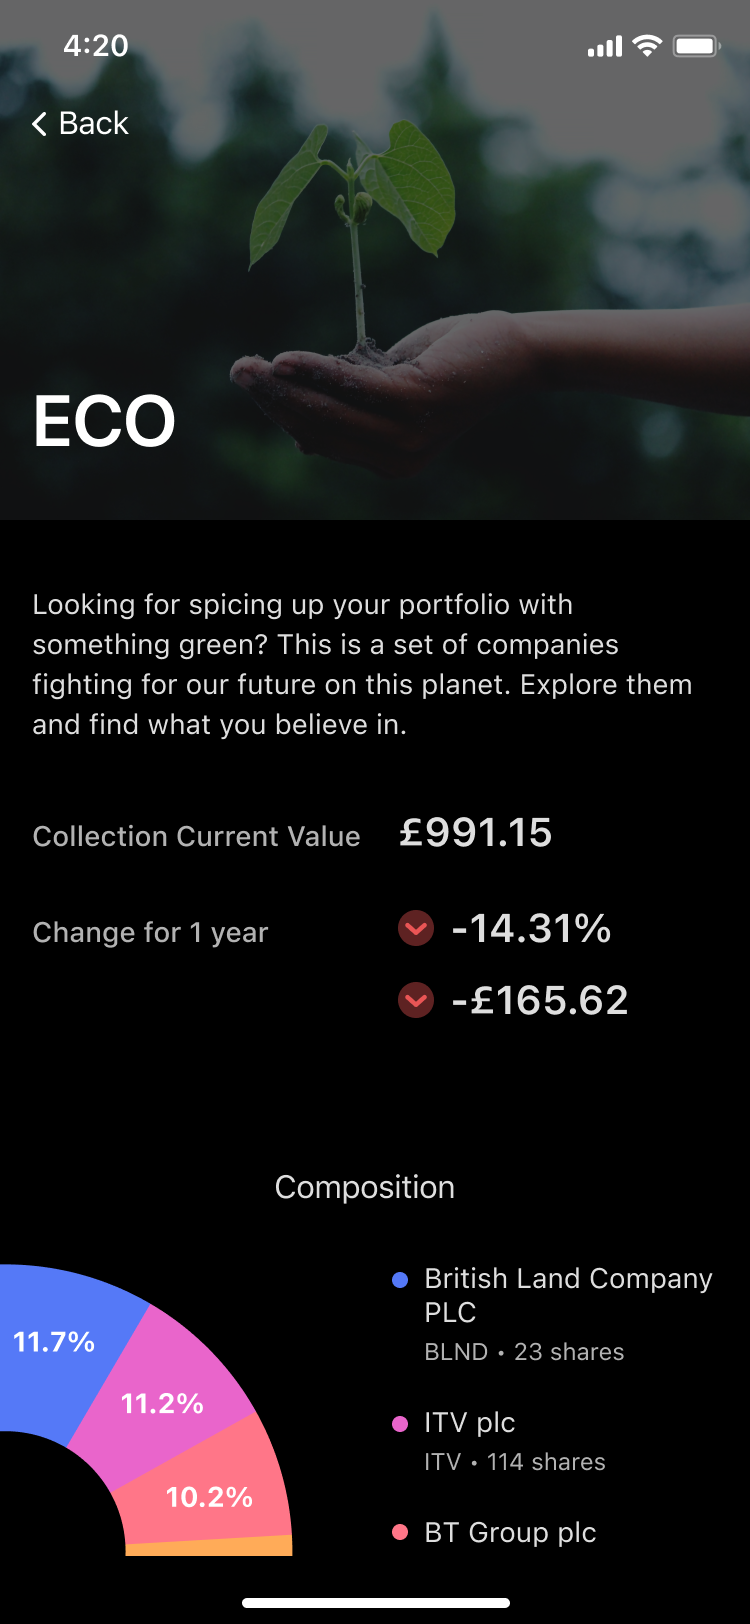 4:20
Back
ECO
Looking for spicing up your portfolio with
something green? This is a set of companies
fighting for our future on this planet. Explore them
and find what you believe in.
Collection Current Value £991.15
Change for 1 year -14.31%
-£165.62
Composition
British Land Company
PLC
BLND • 23 shares
11.7%
11.2%
ITV plc
ITV • 114 shares
10.2%
BT Group plc